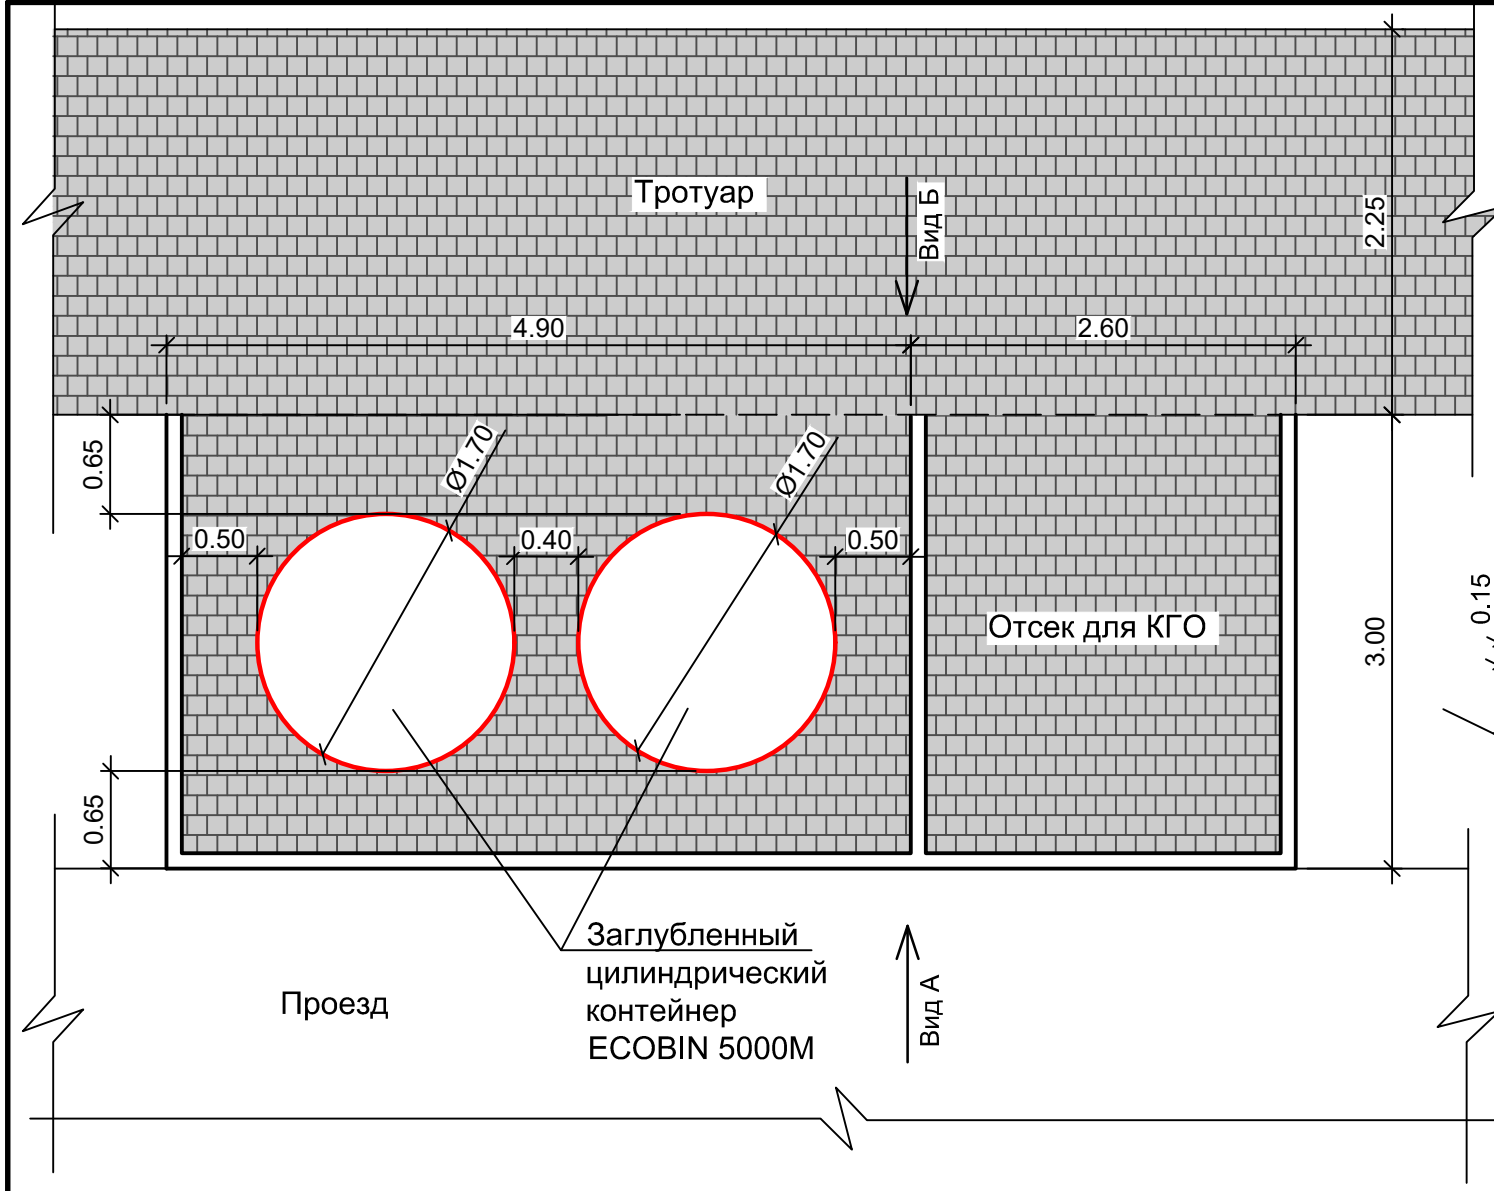 Тротуар
Вид Б
2.25
4.90
2.60
0.65
Ø1.70
Ø1.70
0.50
0.40
0.50
0.15
Отсек для КГО
3.00
0.65
Заглубленный
цилиндрический
контейнер
ECOBIN 5000M
Проезд
Вид А